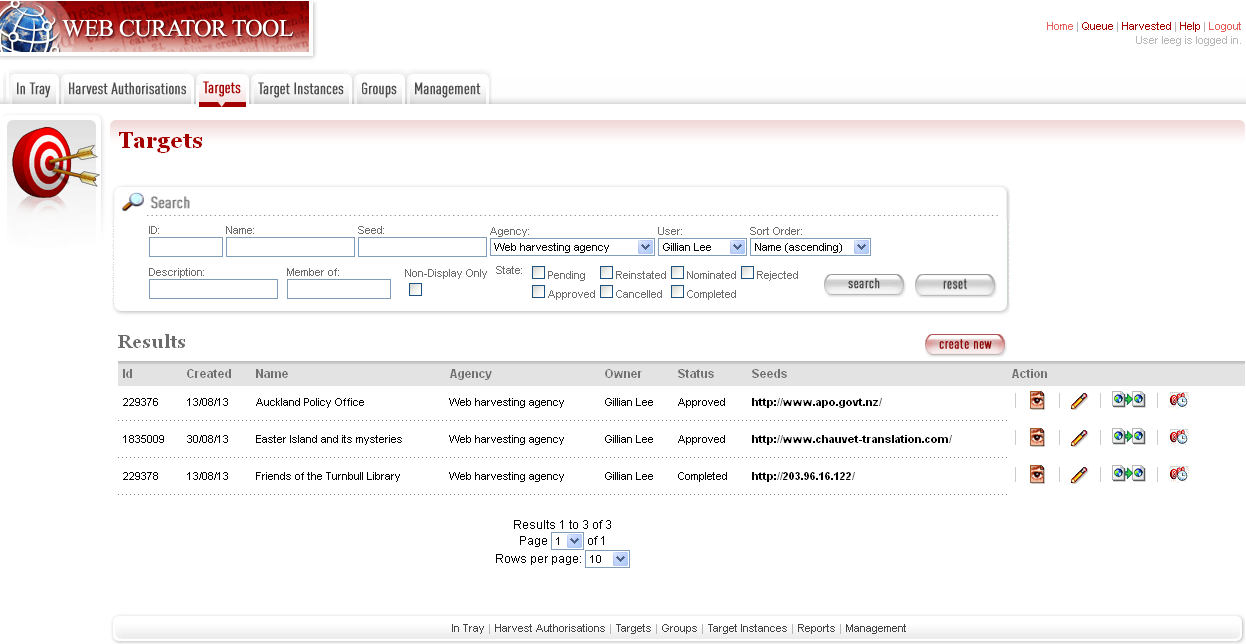 WEB CURATOR TOOL
Home | Queue | Harvested | Help | Logout
User leeg is logged in.
In Tray Harvest Authorisations Targets Target Instances Groups Management
Targets
Search
ID: Name: Seed: Agency: User: Sort Order:
Web harvesting agency Gillian Lee Name (ascending)
Description: Member of: Non-Display Only State: Pending Reinstated Nominated Rejected
Approved Cancelled Completed
search reset
Results
create new
Id Created Name Agency Owner Status Seeds Action
229376 13/08/13 Auckland Policy Office Web harvesting agency Gillian Lee Approved http://www.apo.govt.nz/
1835009 30/08/13 Easter Island and its mysteries Web harvesting agency Gillian Lee Approved http://www.chauvet-translation.com/
229378 13/08/13 Friends of the Turnbull Library Web harvesting agency Gillian Lee Completed http://203.96.16.122/
Results 1 to 3 of 3
Page 1 of 1
Rows per page: 10
In Tray | Harvest Authorisations | Targets | Groups | Target Instances | Reports | Management